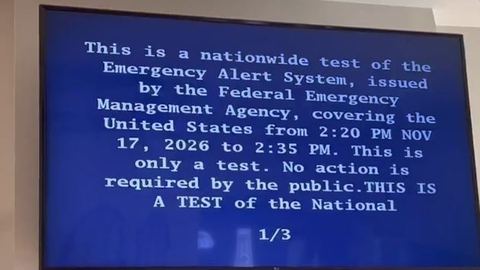 This is a nationwide test of the
Emergency Alert System, issued
by the Federal Emergency
Management Agency, covering the
United States from 2:20 PM NOV
17, 2026 to 2:35 PM. This is
only a test. No action is
required by the public.THIS IS
A TEST of the National
1/3